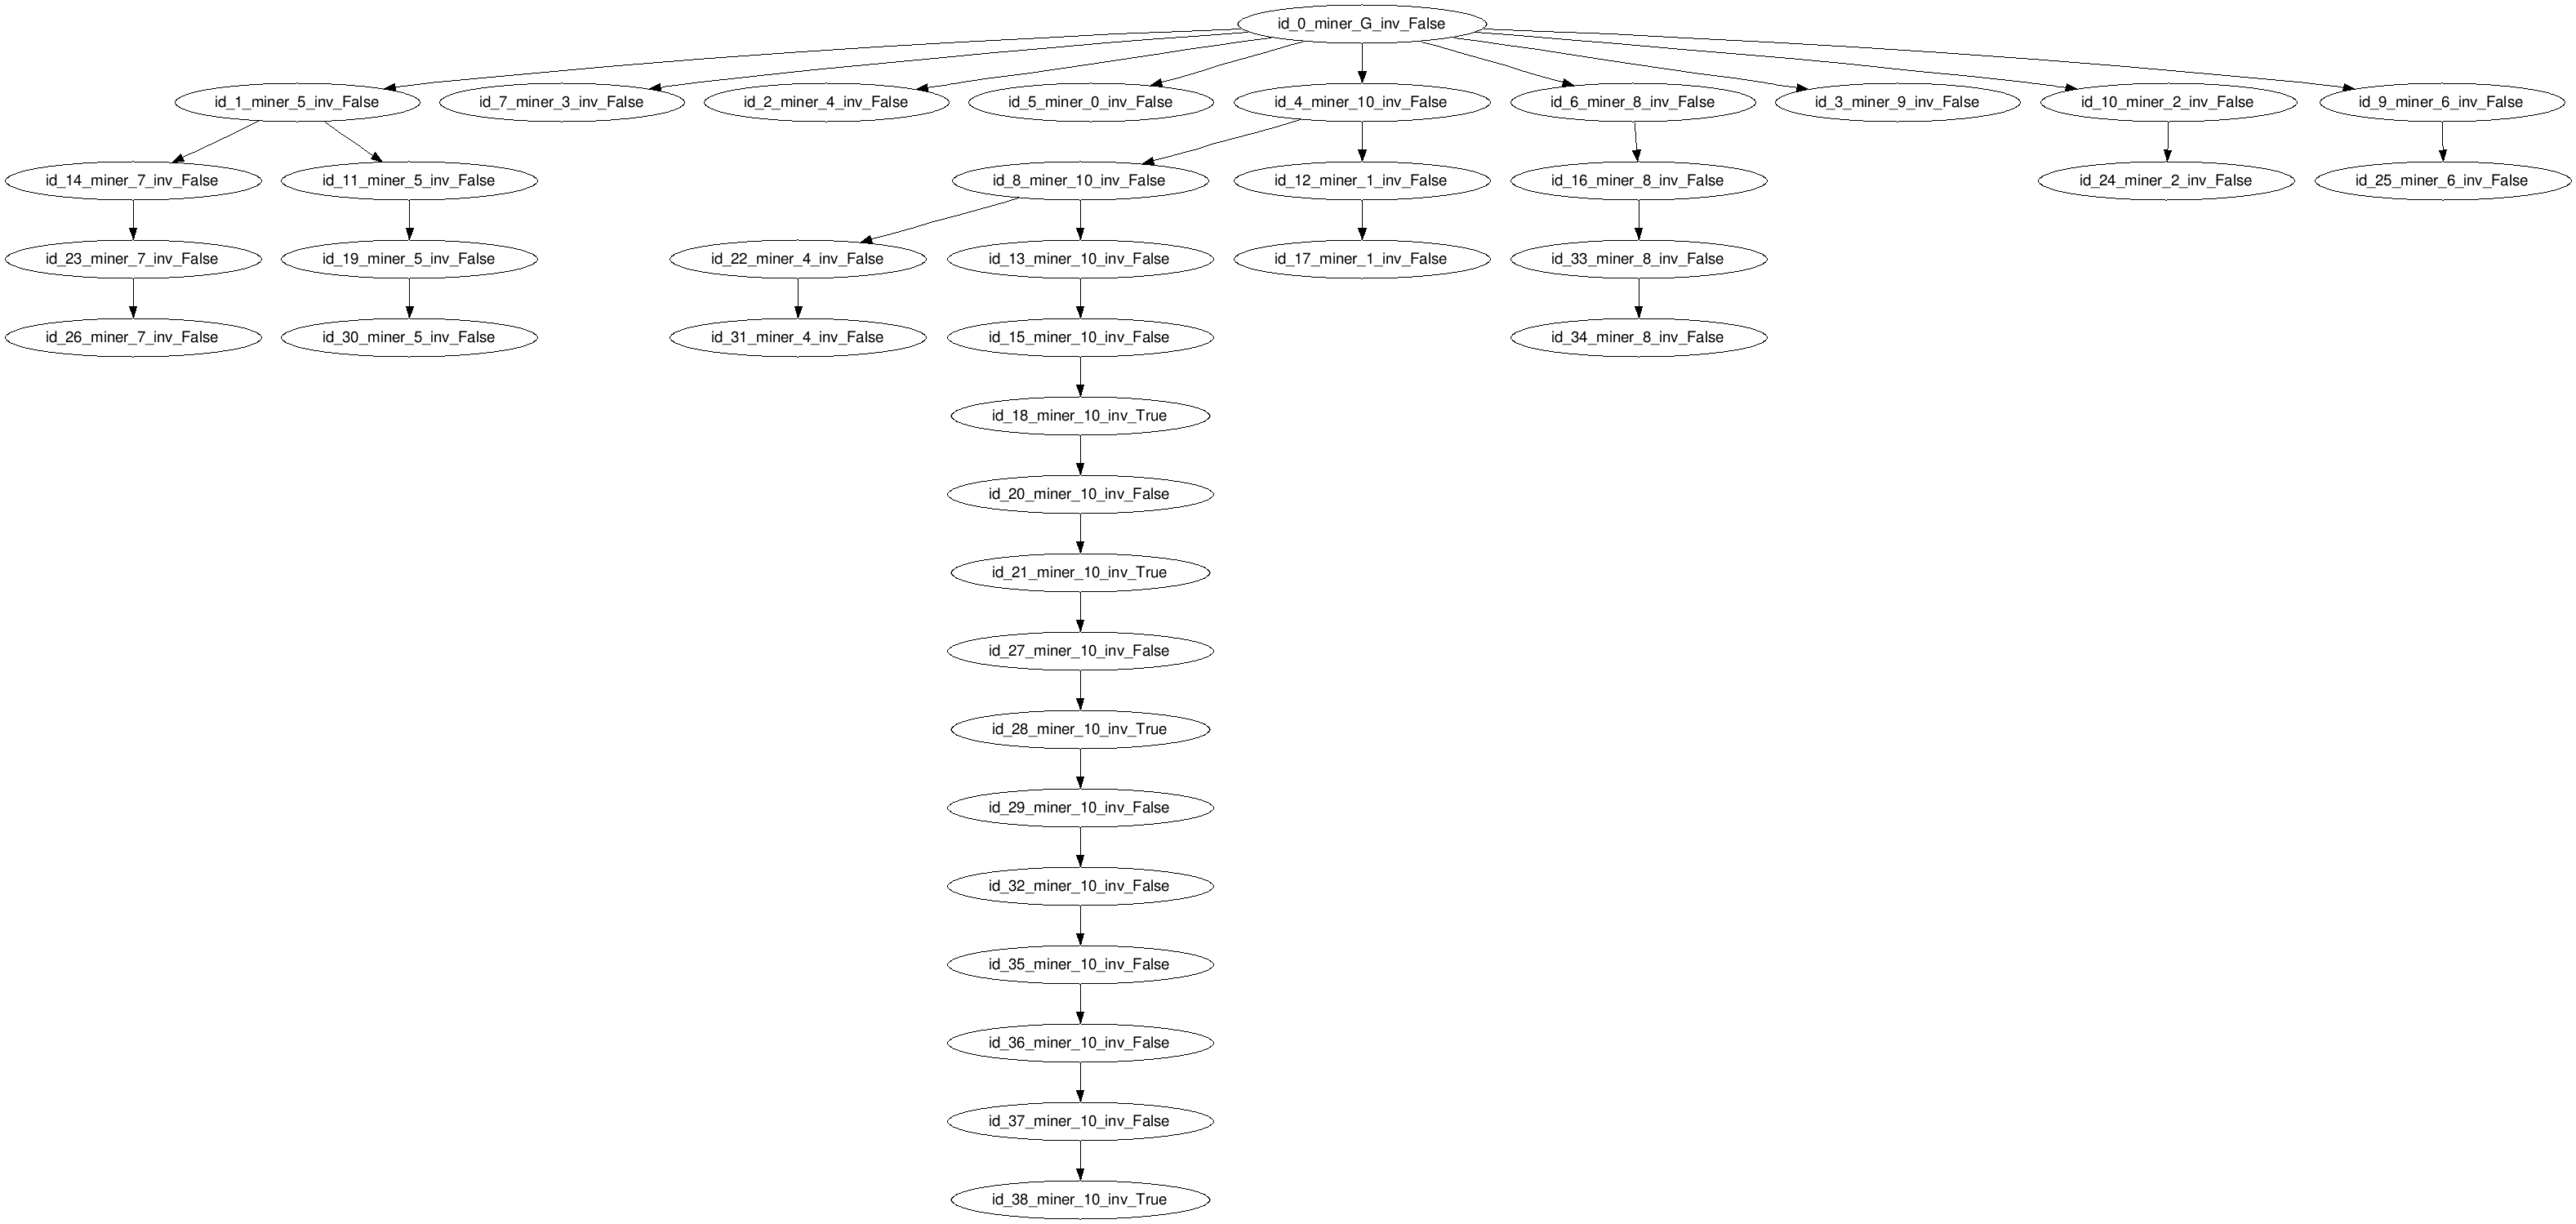 id_0_miner_G_inv_False
id_1_miner_5_inv_False
id_7_miner_3_inv_False
id_2_miner_4_inv_False
id_5_miner_0_inv_False
id_4_miner_10_inv_False
id_6_miner_8_inv_False
id_3_miner_9_inv_False
id_10_miner_2_inv_False
id_9_miner_6_inv_False
id_14_miner_7_inv_False
id_11_miner_5_inv_False
id_8_miner_10_inv_False
id_12_miner_1_inv_False
id_16_miner_8_inv_False
id_24_miner_2_inv_False
id_25_miner_6_inv_False
id_23_miner_7_inv_False
id_19_miner_5_inv_False
id_22_miner_4_inv_False
id_13_miner_10_inv_False
id_17_miner_1_inv_False
id_33_miner_8_inv_False
id_26_miner_7_inv_False
id_30_miner_5_inv_False
id_31_miner_4_inv_False
id_15_miner_10_inv_False
id_34_miner_8_inv_False
id_18_miner_10_inv_True
id_20_miner_10_inv_False
id_21_miner_10_inv_True
id_27_miner_10_inv_False
id_28_miner_10_inv_True
id_29_miner_10_inv_False
id_32_miner_10_inv_False
id_35_miner_10_inv_False
id_36_miner_10_inv_False
id_37_miner_10_inv_False
id_38_miner_10_inv_True